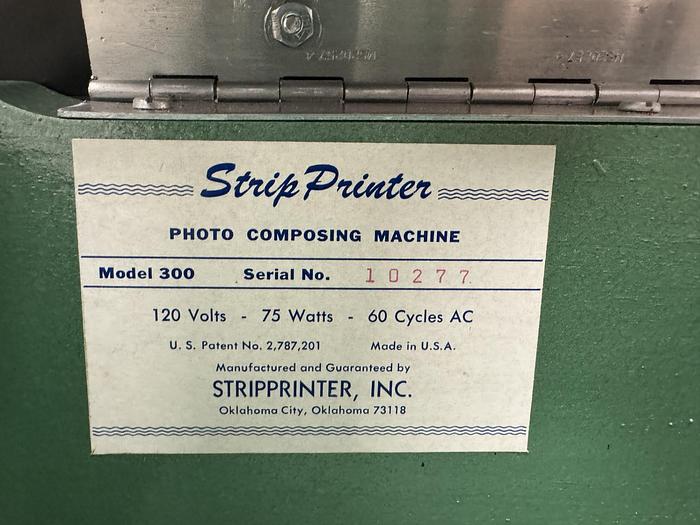 Strip Printer
PHOTO COMPOSING MACHINE
Model 300 Serial No. 10277
120 Volts - 75 Watts - 60 Cycles AC
U. S. Patent No. 2,787,201 Made in U.S.A.
Manufactured and Guaranteed by
STRIPPRINTER, INC.
Oklahoma City, Oklahoma 73118